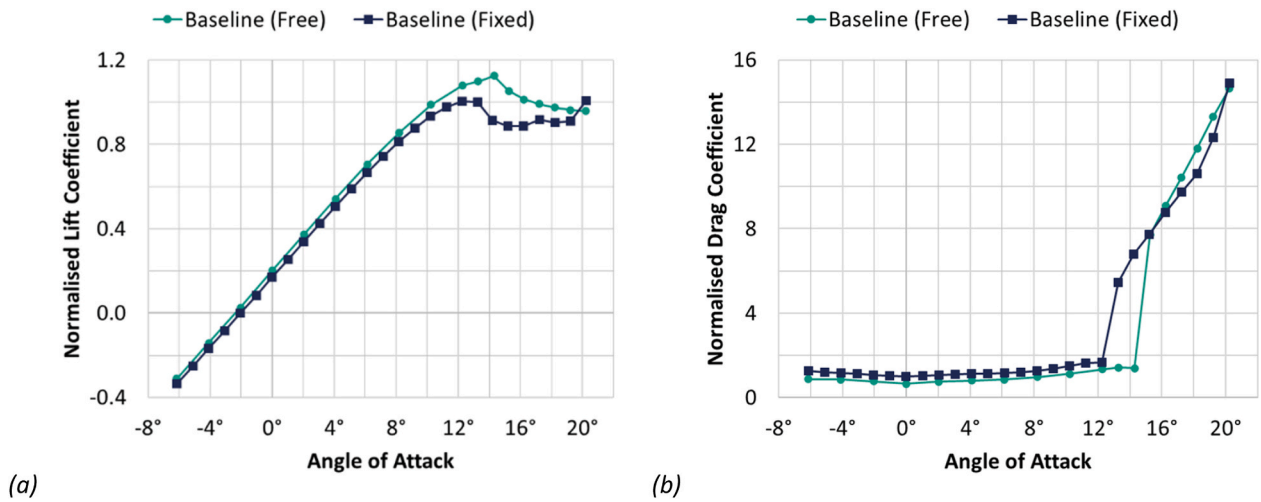 Baseline (Free) Baseline (Fixed)
1.2
0.8
0.4
0.0
-0.4
Normalised Lift Coefficient
-8° -4° 0° 4° 8° 12° 16° 20°
Angle of Attack
(a)
Baseline (Free) Baseline (Fixed)
16
12
8
4
0
Normalised Drag Coefficient
-8° -4° 0° 4° 8° 12° 16° 20°
Angle of Attack
(b)